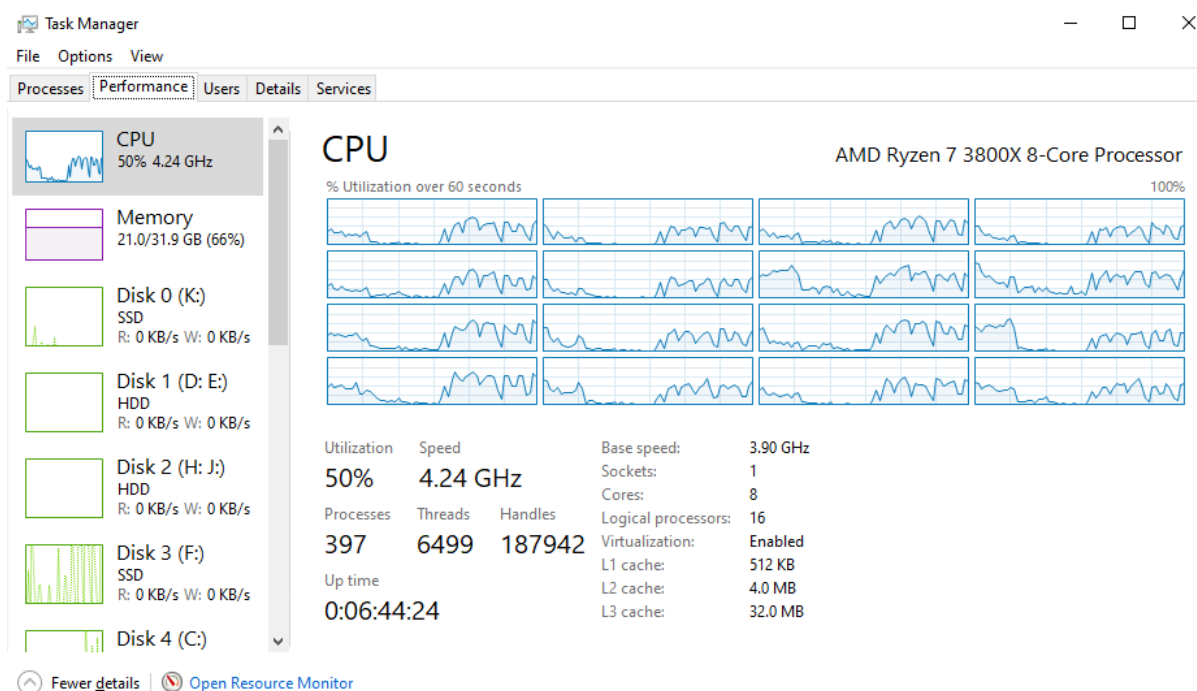 Task Manager
File Options View
Processes Performance Users Details Services
CPU
50% 4.24 GHz
Memory
21.0/31.9 GB (66%)
Disk 0 (K:)
SSD
R: 0 KB/s W: 0 KB/s
Disk 1 (D: E:)
HDD
R: 0 KB/s W: 0 KB/s
Disk 2 (H: J:)
HDD
R: 0 KB/s W: 0 KB/s
Disk 3 (F:)
SSD
R: 0 KB/s W: 0 KB/s
Disk 4 (C:)
CPU AMD Ryzen 7 3800X 8-Core Processor
% Utilization over 60 seconds 100%
Utilization Speed
50% 4.24 GHz
Processes Threads Handles
397 6499 187942
Up time
0:06:44:24
Base speed: 3.90 GHz
Sockets: 1
Cores: 8
Logical processors: 16
Virtualization: Enabled
L1 cache: 512 KB
L2 cache: 4.0 MB
L3 cache: 32.0 MB
Fewer details Open Resource Monitor